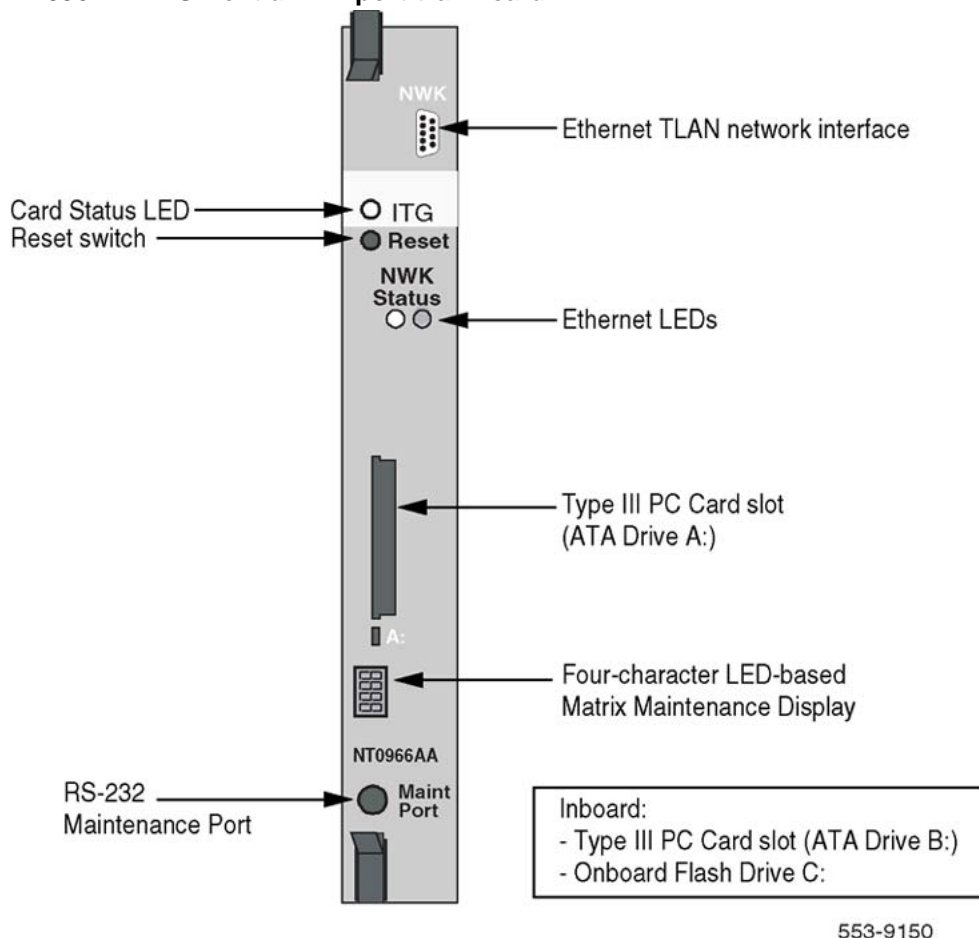 NWK
Ethernet TLAN network interface
Card Status LED
ITG
Reset switch
Reset
NWK
Status
Ethernet LEDs
Type III PC Card slot
(ATA Drive A:)
A:
Four-character LED-based
Matrix Maintenance Display
NT0966AA
RS-232
Maintenance Port
Maint
Port
Inboard:
- Type III PC Card slot (ATA Drive B:)
- Onboard Flash Drive C:
553-9150